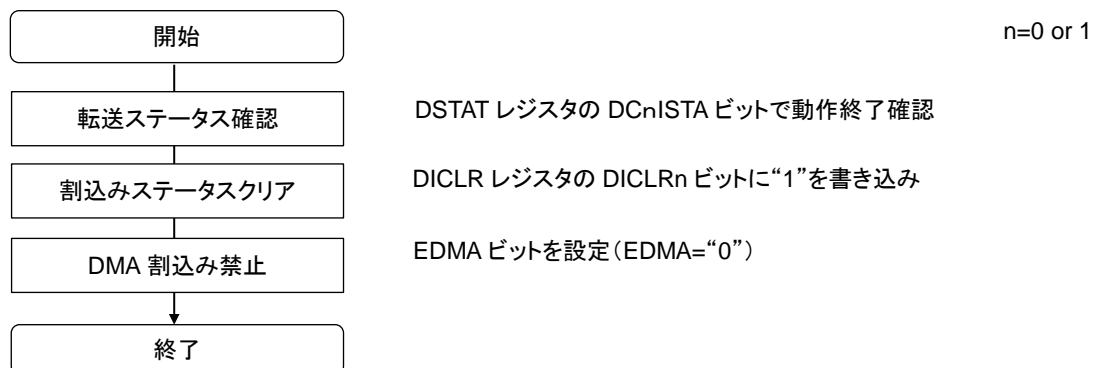 開始
n=0 or 1
転送ステータス確認
DSTAT レジスタの DCnISTA ビットで動作終了確認
割込みステータスクリア
DICLR レジスタの DICLRn ビットに“1”を書き込み
DMA 割込み禁止
EDMA ビットを設定（EDMA=“0”）
終了